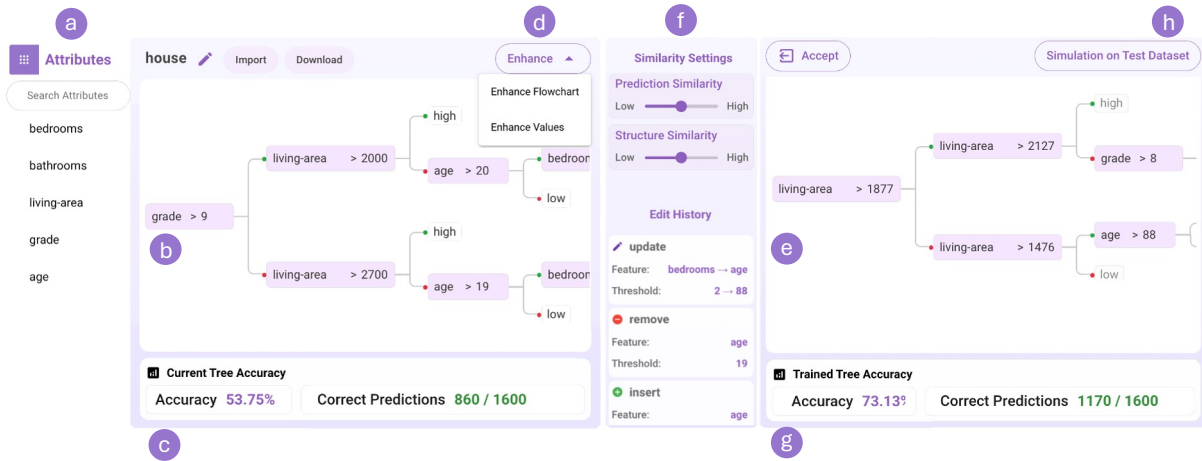 a
Attributes
Search Attributes
bedrooms
bathrooms
living-area
grade
age
house
Import
Download
d
Enhance
Enhance Flowchart
Enhance Values
high
living-area > 2000
bedroon
age > 20
low
grade > 9
b
high
living-area > 2700
bedroon
age > 19
low
Current Tree Accuracy
Accuracy 53.75%
Correct Predictions 860 / 1600
c
f
Similarity Settings
Prediction Similarity
Low
High
Structure Similarity
Low
High
Edit History
update
Feature: bedrooms → age
Threshold: 2 → 88
remove
Feature: age
Threshold: 19
insert
Feature: age
h
Accept
Simulation on Test Dataset
high
living-area > 2127
grade > 8
living-area > 1877
e
age > 88
living-area > 1476
low
Trained Tree Accuracy
Accuracy 73.13%
Correct Predictions 1170 / 1600
g